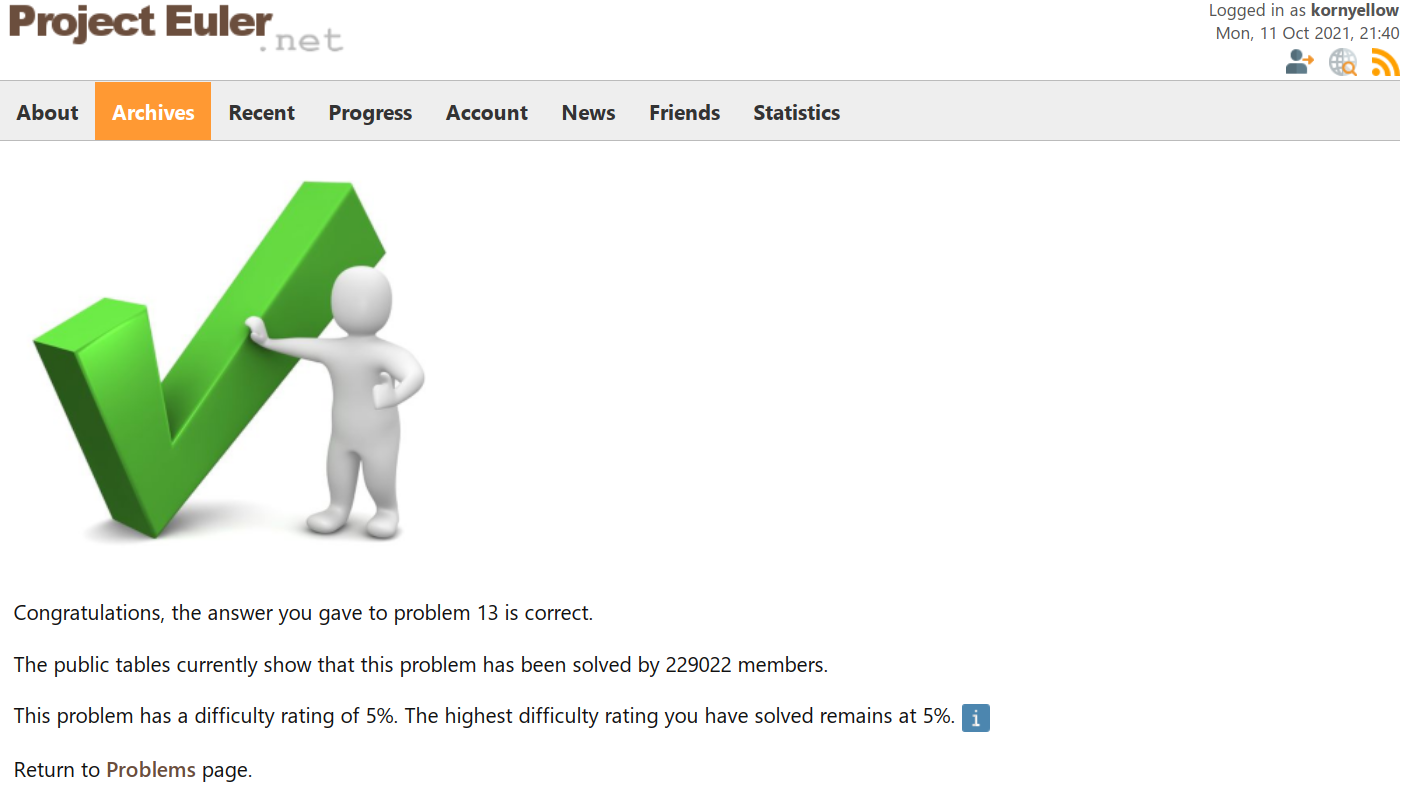 Project Euler.net
Logged in as kornyellow
Mon, 11 Oct 2021, 21:40
About Archives Recent Progress Account News Friends Statistics
Congratulations, the answer you gave to problem 13 is correct.
The public tables currently show that this problem has been solved by 229022 members.
This problem has a difficulty rating of 5%. The highest difficulty rating you have solved remains at 5%. i
Return to Problems page.